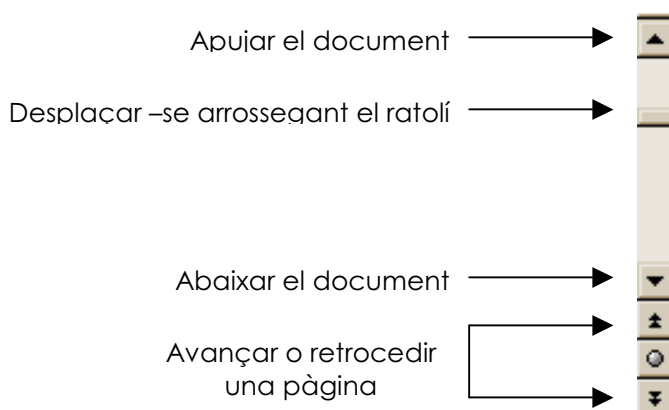 Apujar el document
Desplaçar –se arrossegant el ratolí
Abaixar el document
Avançar o retrocedir
una pàgina